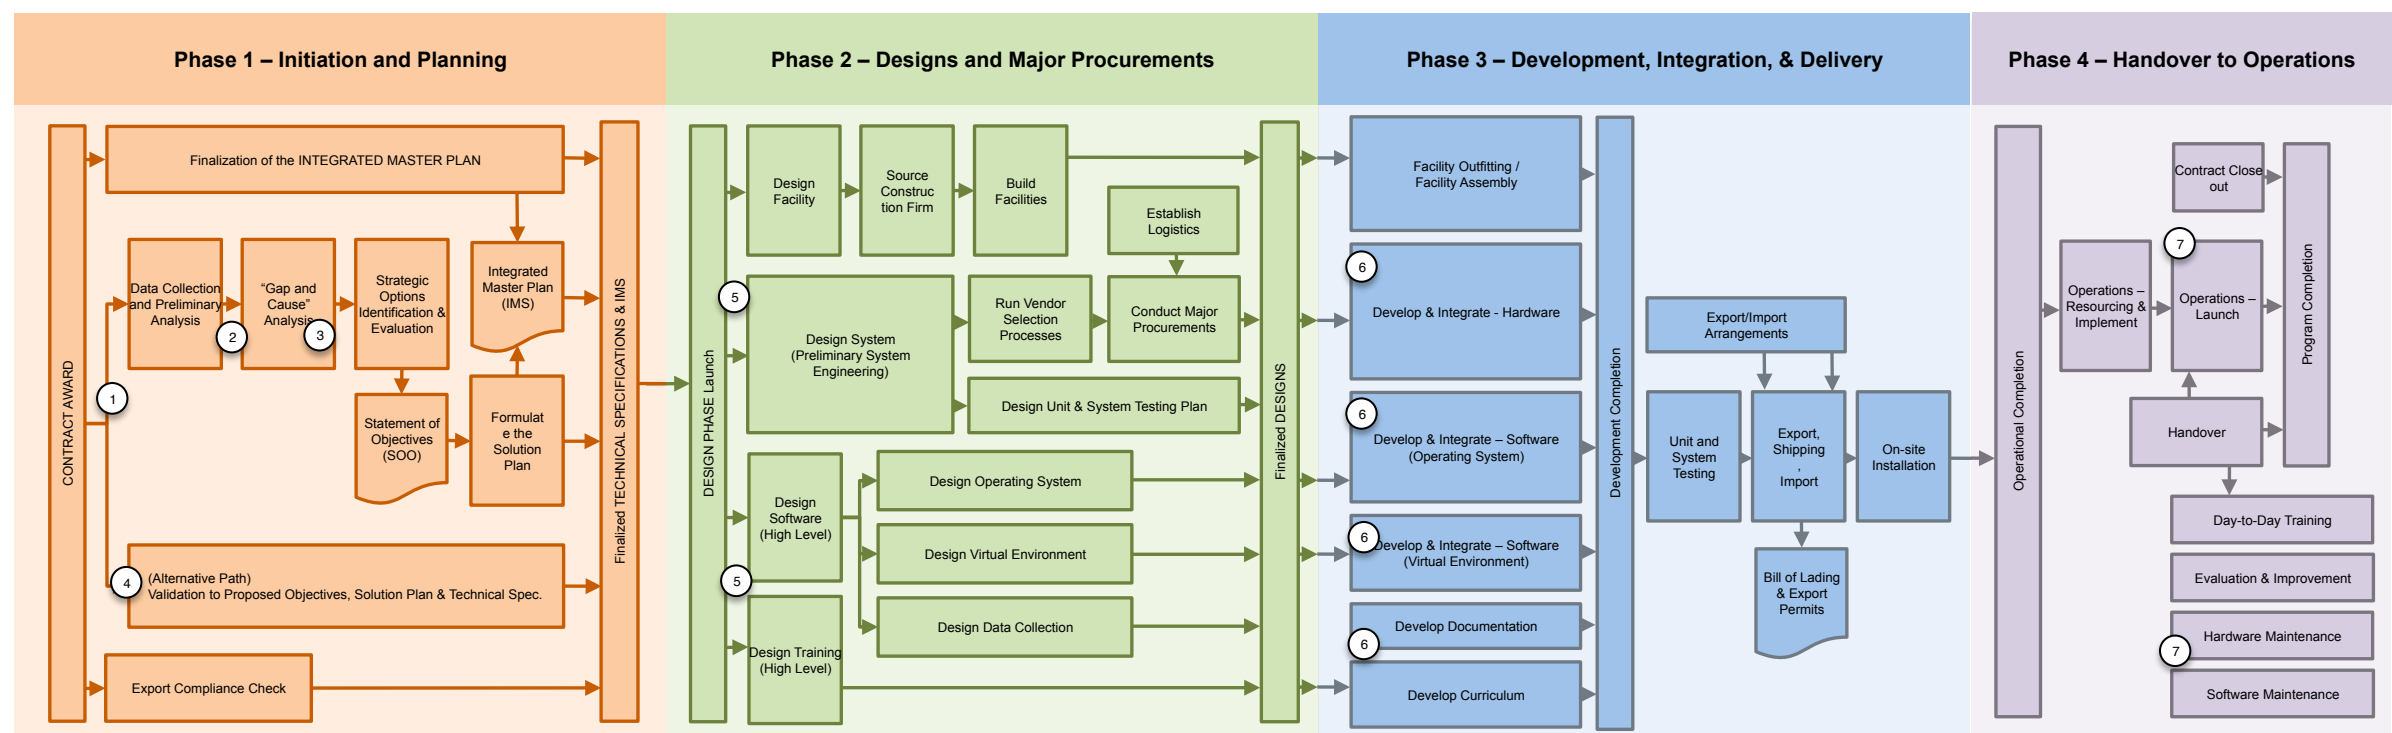 Phase 1 – Initiation and Planning
Phase 2 – Designs and Major Procurements
Phase 3 – Development, Integration, & Delivery
Phase 4 – Handover to Operations
CONTRACT AWARD
Finalization of the INTEGRATED MASTER PLAN
Data Collection
and Preliminary
Analysis
“Gap and
Cause”
Analysis
Strategic
Options
Identification &
Evaluation
Integrated
Master Plan
(IMS)
1
2
3
Statement of
Objectives
(SOO)
Formulat
e the
Solution
Plan
4
(Alternative Path)
Validation to Proposed Objectives, Solution Plan & Technical Spec.
Export Compliance Check
Finalized TECHNICAL SPECIFICATIONS & IMS
DESIGN PHASE Launch
Design
Facility
Source
Construc
tion Firm
Build
Facilities
Establish
Logistics
5
Design System
(Preliminary System
Engineering)
Run Vendor
Selection
Processes
Conduct Major
Procurements
Design Unit & System Testing Plan
Design
Software
(High Level)
Design Operating System
Design Virtual Environment
Design Data Collection
5
Design Training
(High Level)
Finalized DESIGNS
Facility Outfitting /
Facility Assembly
6
Develop & Integrate - Hardware
6
Develop & Integrate – Software
(Operating System)
6
Develop & Integrate – Software
(Virtual Environment)
Develop Documentation
6
Develop Curriculum
Development Completion
Export/Import
Arrangements
Unit and
System
Testing
Export,
Shipping
,
Import
On-site
Installation
Bill of Lading
& Export
Permits
Operational Completion
Contract Close
out
Operations –
Resourcing &
Implement
7
Operations –
Launch
Handover
Program Completion
Day-to-Day Training
Evaluation & Improvement
Hardware Maintenance
7
Software Maintenance